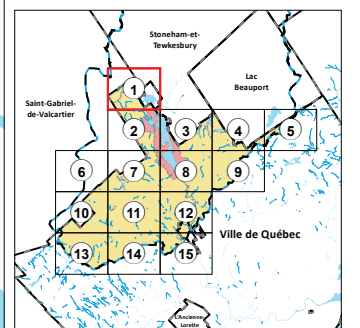 Stoneham-et-
Tewkesbury
Lac
Beauport
Saint-Gabriel-
de-Valcartier
1
2
3
4
5
6
7
8
9
10
11
12
Ville de Québec
13
14
15
L'Ancienne
Lorette